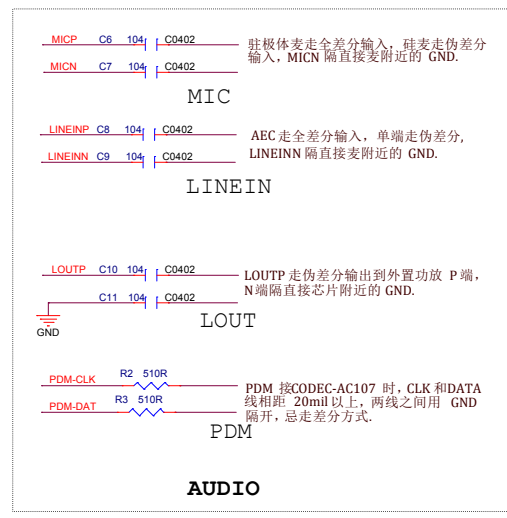 MICP C6 104 C0402 驻极体麦走全差分输入，硅麦走伪差分
MICN C7 104 C0402 输入，MICN 隔直接麦附近的 GND.
MIC
LINEINP C8 104 C0402 AEC 走全差分输入，单端走伪差分,
LINEINN C9 104 C0402 LINEINN 隔直接麦附近的 GND.
LINEIN
LOUTP C10 104 C0402 LOUTP 走伪差分输出到外置功放 P 端，
C11 104 C0402 N 端隔直接芯片附近的 GND.
GND
LOUT
PDM-CLK R2 510R PDM 接CODEC-AC107 时，CLK 和DATA
PDM-DAT R3 510R 线相距 20mil 以上，两线之间用 GND
隔开，忌走差分方式.
PDM
AUDIO